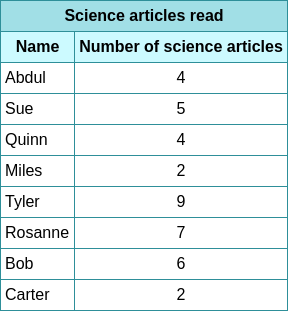 Science articles read
Name Number of science articles
Abdul 4
Sue 5
Quinn 4
Miles 2
Tyler 9
Rosanne 7
Bob 6
Carter 2